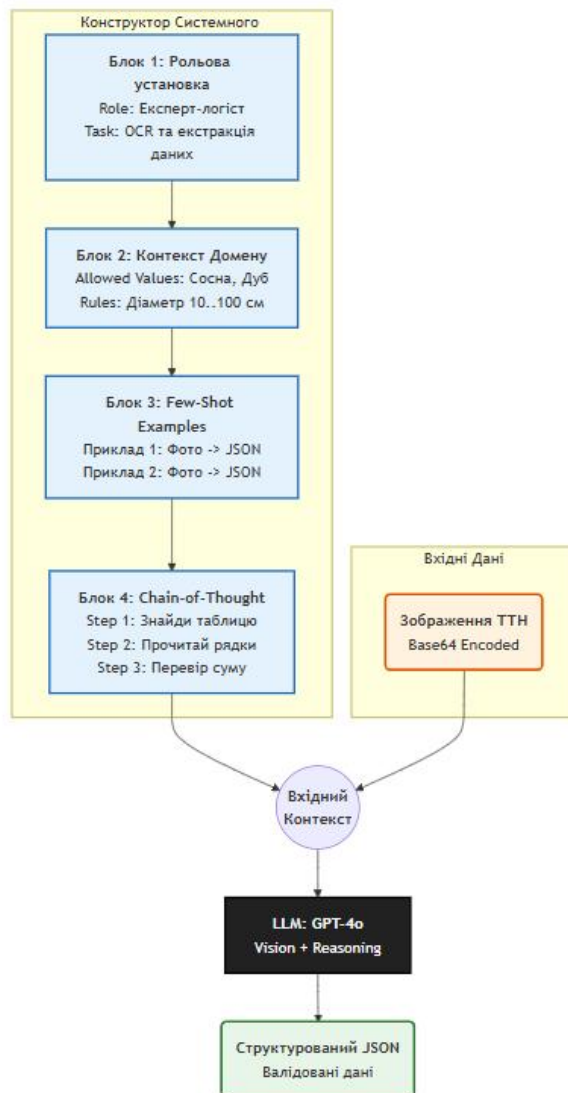 Конструктор Системного
Блок 1: Рольова
установка
Role: Експерт-логіст
Task: OCR та екстракція
даних
Блок 2: Контекст Домену
Allowed Values: Сосна, Дуб
Rules: Діаметр 10..100 см
Блок 3: Few-Shot
Examples
Приклад 1: Фото -> JSON
Приклад 2: Фото -> JSON
Блок 4: Chain-of-Thought
Step 1: Знайди таблицю
Step 2: Прочитай рядки
Step 3: Перевір суму
Вхідні Дані
Зображення ТТН
Base64 Encoded
Вхідний
Контекст
LLM: GPT-4o
Vision + Reasoning
Структурований JSON
Валідовані дані